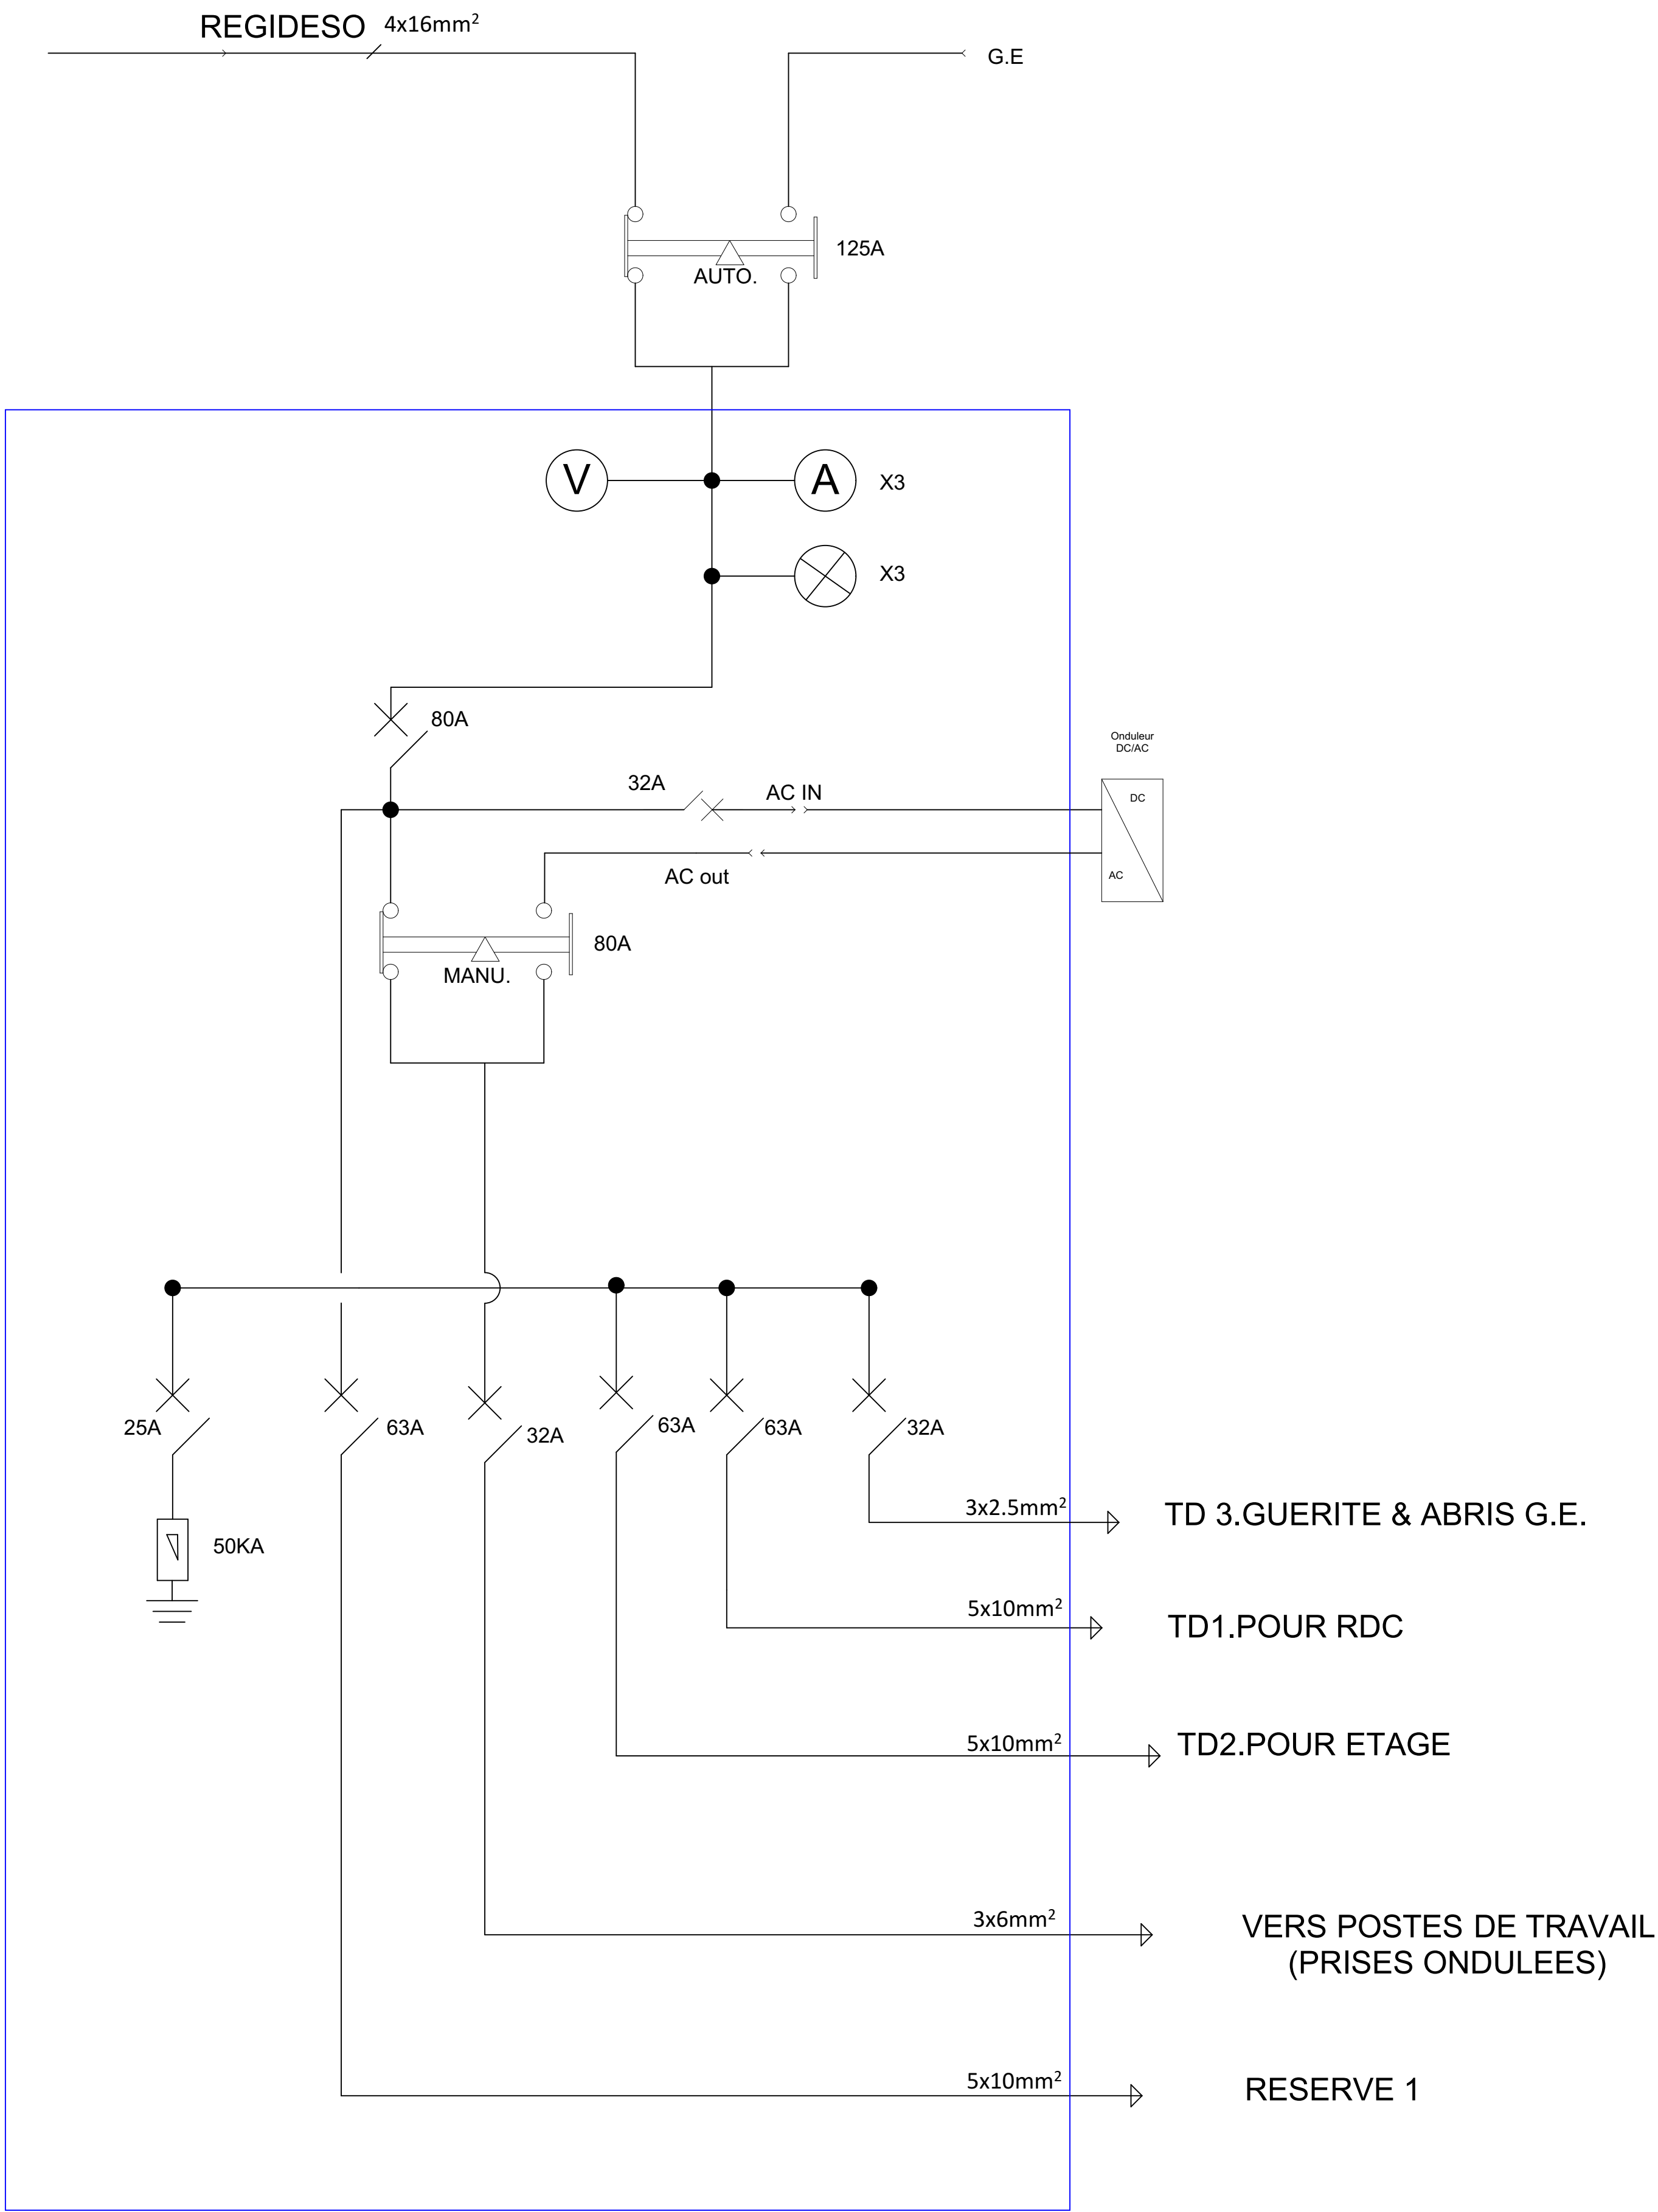 REGIDESO 4x16mm²
G.E
125A
AUTO.
V
A
X3
X3
80A
Onduleur
DC/AC
32A
AC IN
DC
AC out
AC
80A
MANU.
25A
63A
32A
63A
63A
32A
3x2.5mm²
TD 3.GUERITE & ABRIS G.E.
50KA
5x10mm²
TD1.POUR RDC
5x10mm²
TD2.POUR ETAGE
3x6mm²
VERS POSTES DE TRAVAIL
(PRISES ONDULEES)
5x10mm²
RESERVE 1